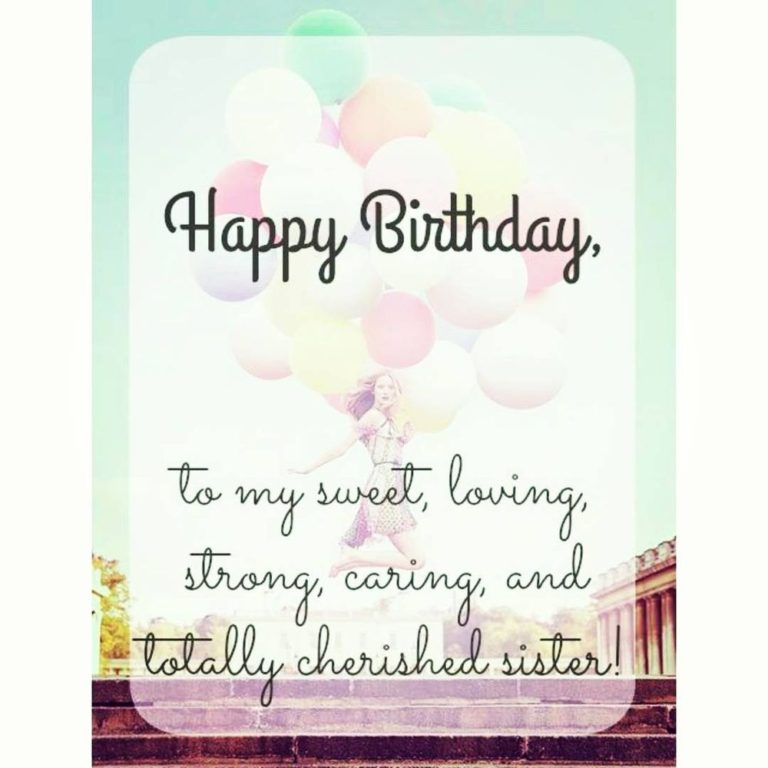 Happy Birthday,
to my sweet, loving,
strong, caring, and
totally cherished sister!